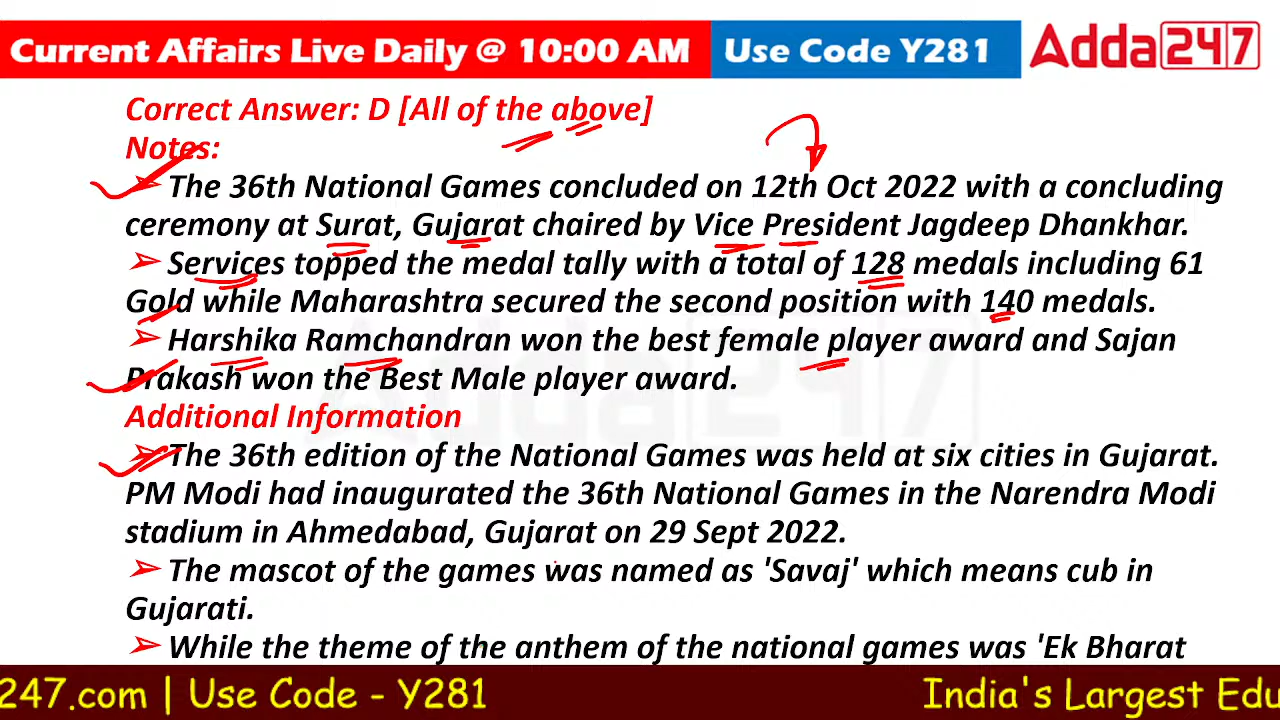 Current Affairs Live Daily @ 10:00 AM Use Code Y281 Adda247
Correct Answer: D [All of the above]
Notes:
➢ The 36th National Games concluded on 12th Oct 2022 with a concluding
ceremony at Surat, Gujarat chaired by Vice President Jagdeep Dhankhar.
➢ Services topped the medal tally with a total of 128 medals including 61
Gold while Maharashtra secured the second position with 140 medals.
➢ Harshika Ramchandran won the best female player award and Sajan
Prakash won the Best Male player award.
Additional Information
➢ The 36th edition of the National Games was held at six cities in Gujarat.
PM Modi had inaugurated the 36th National Games in the Narendra Modi
stadium in Ahmedabad, Gujarat on 29 Sept 2022.
➢ The mascot of the games was named as 'Savaj' which means cub in
Gujarati.
➢ While the theme of the anthem of the national games was 'Ek Bharat
247.com | Use Code - Y281 India's Largest Edu
Adda247